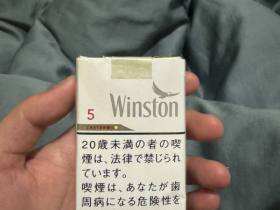 5
Winston
20歳未満の者の喫
煙は、法律で禁じられ
ています。
喫煙は、あなたが歯
周病になる危険性を